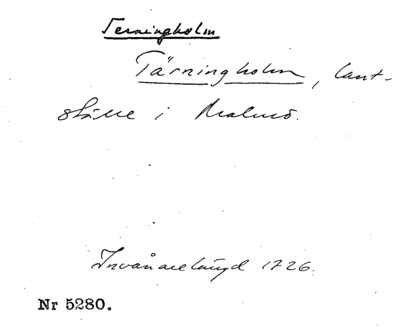 Terningholm
Tärningholm, lant-
ställe i Malmö.
Invånarelängd 1726.
Nr 5280.